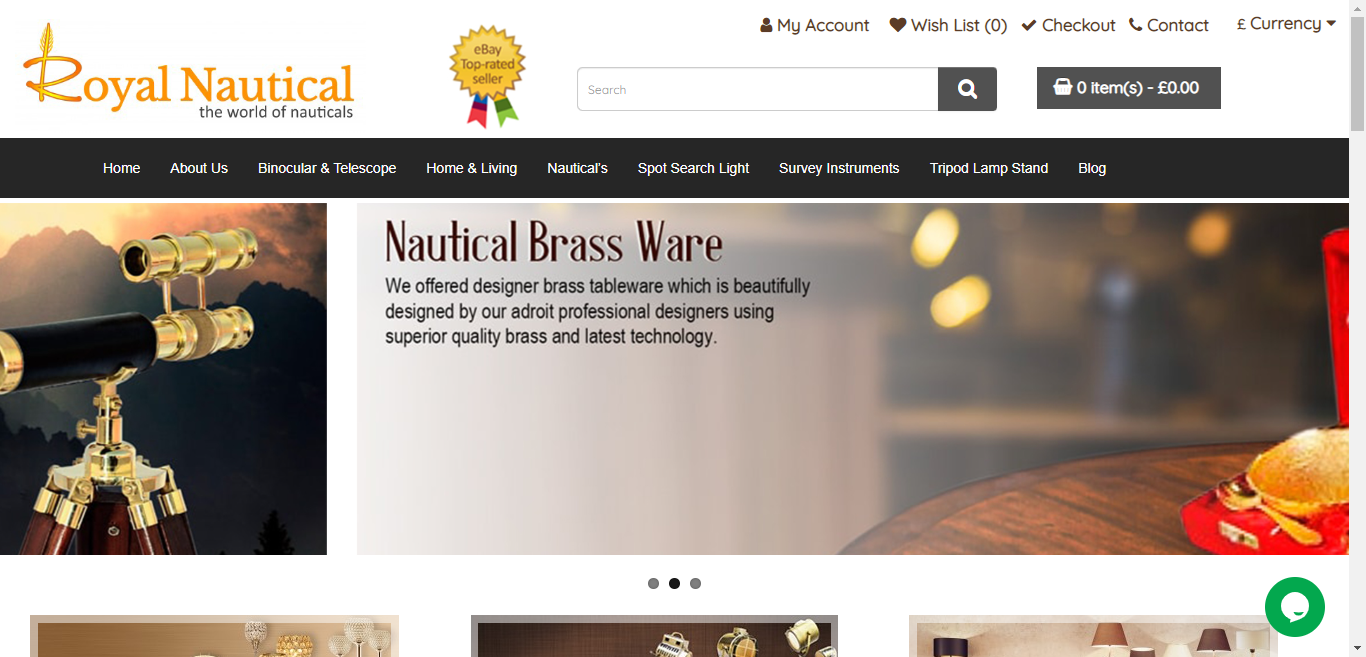 My Account
Wish List (0)
Checkout
Contact
£ Currency
Royal Nautical
the world of nauticals
eBay
Top-rated
seller
Search
0 item(s) - £0.00
Home
About Us
Binocular & Telescope
Home & Living
Nautical's
Spot Search Light
Survey Instruments
Tripod Lamp Stand
Blog
Nautical Brass Ware
We offered designer brass tableware which is beautifully
designed by our adroit professional designers using
superior quality brass and latest technology.